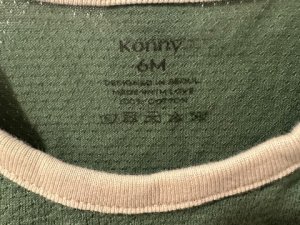 Konny
6M
DESIGNED IN SEOUL
MADE WITH LOVE
100% COTTON